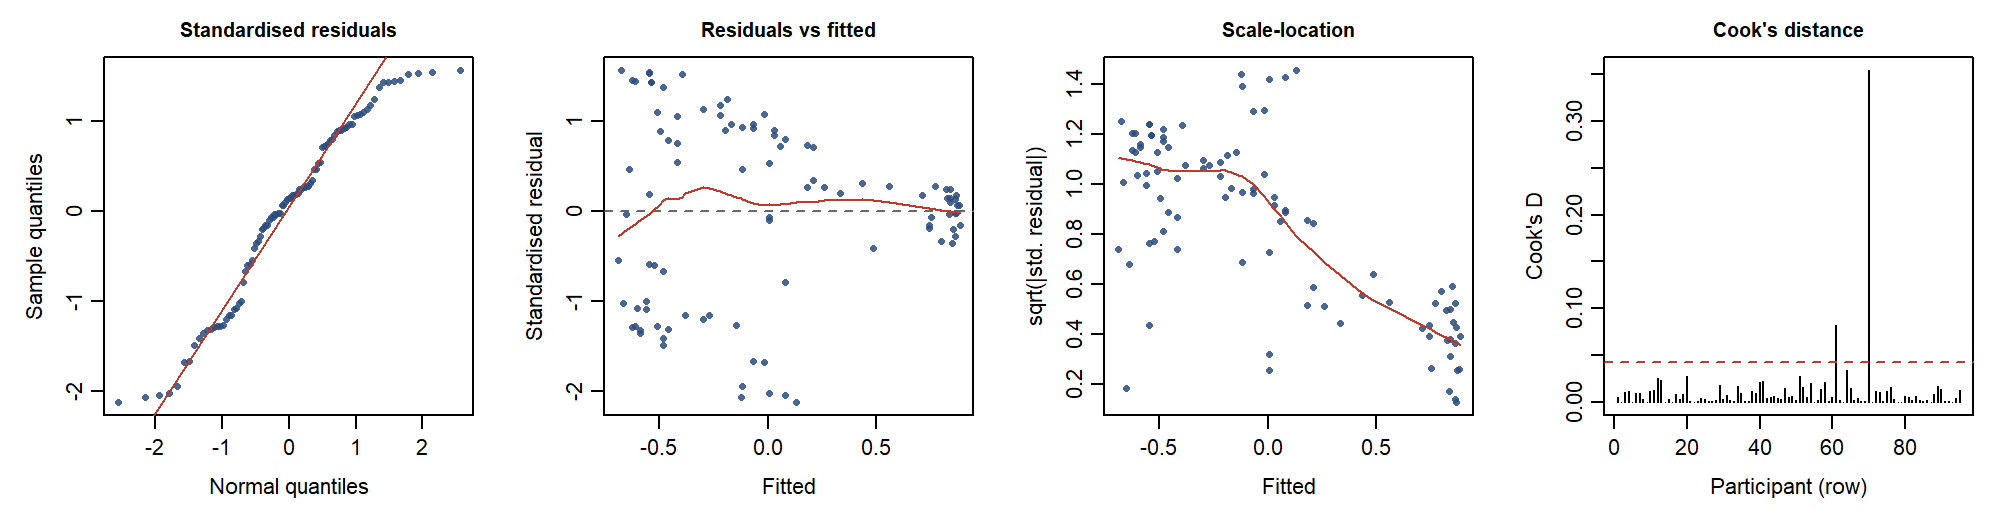 Standardised residuals
Sample quantiles
1
0
-1
-2
-2
-1
0
1
2
Normal quantiles
Residuals vs fitted
Standardised residual
1
0
-1
-2
-0.5
0.0
0.5
Fitted
Scale-location
sqrt(|std. residual|)
1.4
1.2
1.0
0.8
0.6
0.4
0.2
-0.5
0.0
0.5
Fitted
Cook's distance
Cook's D
0.30
0.20
0.10
0.00
0
20
40
60
80
Participant (row)